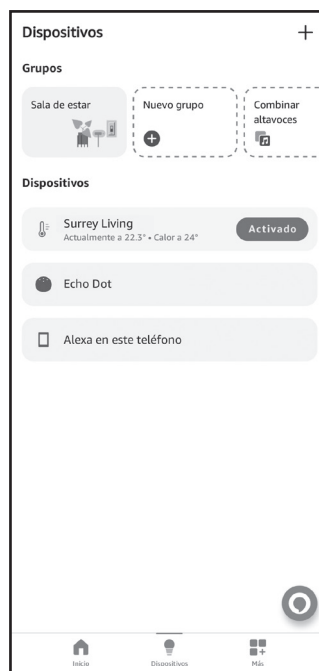 Dispositivos
Grupos
Sala de estar
Nuevo grupo
Combinar
altavoces
Dispositivos
Surrey Living
Actualmente a 22.3° • Calor a 24°
Activado
Echo Dot
Alexa en este teléfono
Inicio
Dispositivos
Más